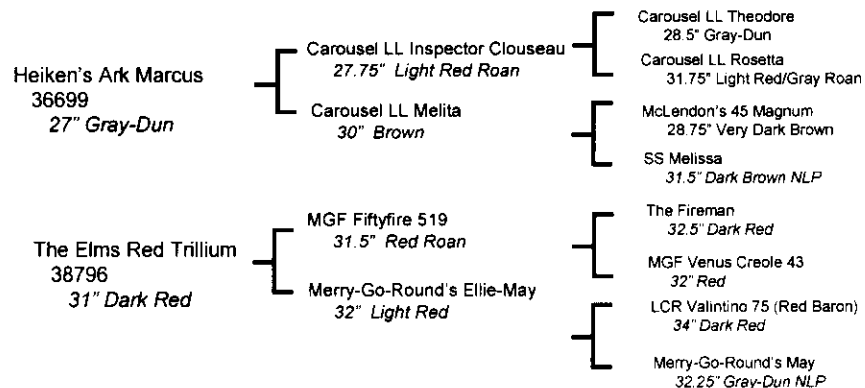 Heiken's Ark Marcus
36699
27" Gray-Dun
Carousel LL Inspector Clouseau
27.75" Light Red Roan
Carousel LL Melita
30" Brown
Carousel LL Theodore
28.5" Gray-Dun
Carousel LL Rosetta
31.75" Light Red/Gray Roan
McLendon's 45 Magnum
28.75" Very Dark Brown
SS Melissa
31.5" Dark Brown NLP
The Elms Red Trillium
38796
31" Dark Red
MGF Fiftyfire 519
31.5" Red Roan
Merry-Go-Round's Ellie-May
32" Light Red
The Fireman
32.5" Dark Red
MGF Venus Creole 43
32" Red
LCR Valintino 75 (Red Baron)
34" Dark Red
Merry-Go-Round's May
32.25" Gray-Dun NLP